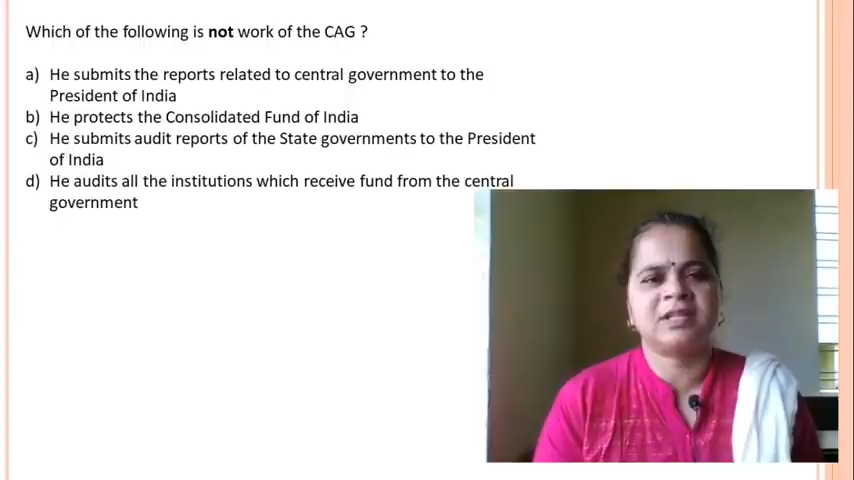 Which of the following is not work of the CAG ?
a) He submits the reports related to central government to the
President of India
b) He protects the Consolidated Fund of India
c) He submits audit reports of the State governments to the President
of India
d) He audits all the institutions which receive fund from the central
government